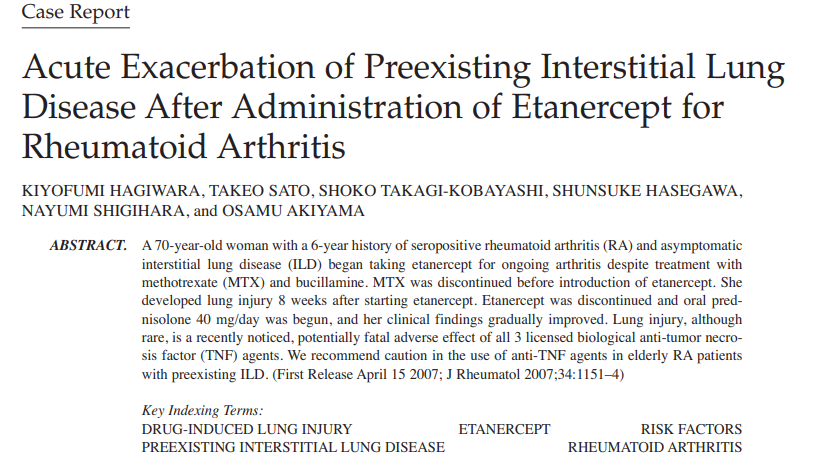 Case Report
Acute Exacerbation of Preexisting Interstitial Lung
Disease After Administration of Etanercept for
Rheumatoid Arthritis
KIYOFUMI HAGIWARA, TAKEO SATO, SHOKO TAKAGI-KOBAYASHI, SHUNSUKE HASEGAWA,
NAYUMI SHIGIHARA, and OSAMU AKIYAMA
ABSTRACT. A 70-year-old woman with a 6-year history of seropositive rheumatoid arthritis (RA) and asymptomatic
interstitial lung disease (ILD) began taking etanercept for ongoing arthritis despite treatment with
methotrexate (MTX) and bucillamine. MTX was discontinued before introduction of etanercept. She
developed lung injury 8 weeks after starting etanercept. Etanercept was discontinued and oral pred-
nisolone 40 mg/day was begun, and her clinical findings gradually improved. Lung injury, although
rare, is a recently noticed, potentially fatal adverse effect of all 3 licensed biological anti-tumor necro-
sis factor (TNF) agents. We recommend caution in the use of anti-TNF agents in elderly RA patients
with preexisting ILD. (First Release April 15 2007; J Rheumatol 2007;34:1151–4)
Key Indexing Terms:
DRUG-INDUCED LUNG INJURY ETANERCEPT RISK FACTORS
PREEXISTING INTERSTITIAL LUNG DISEASE RHEUMATOID ARTHRITIS